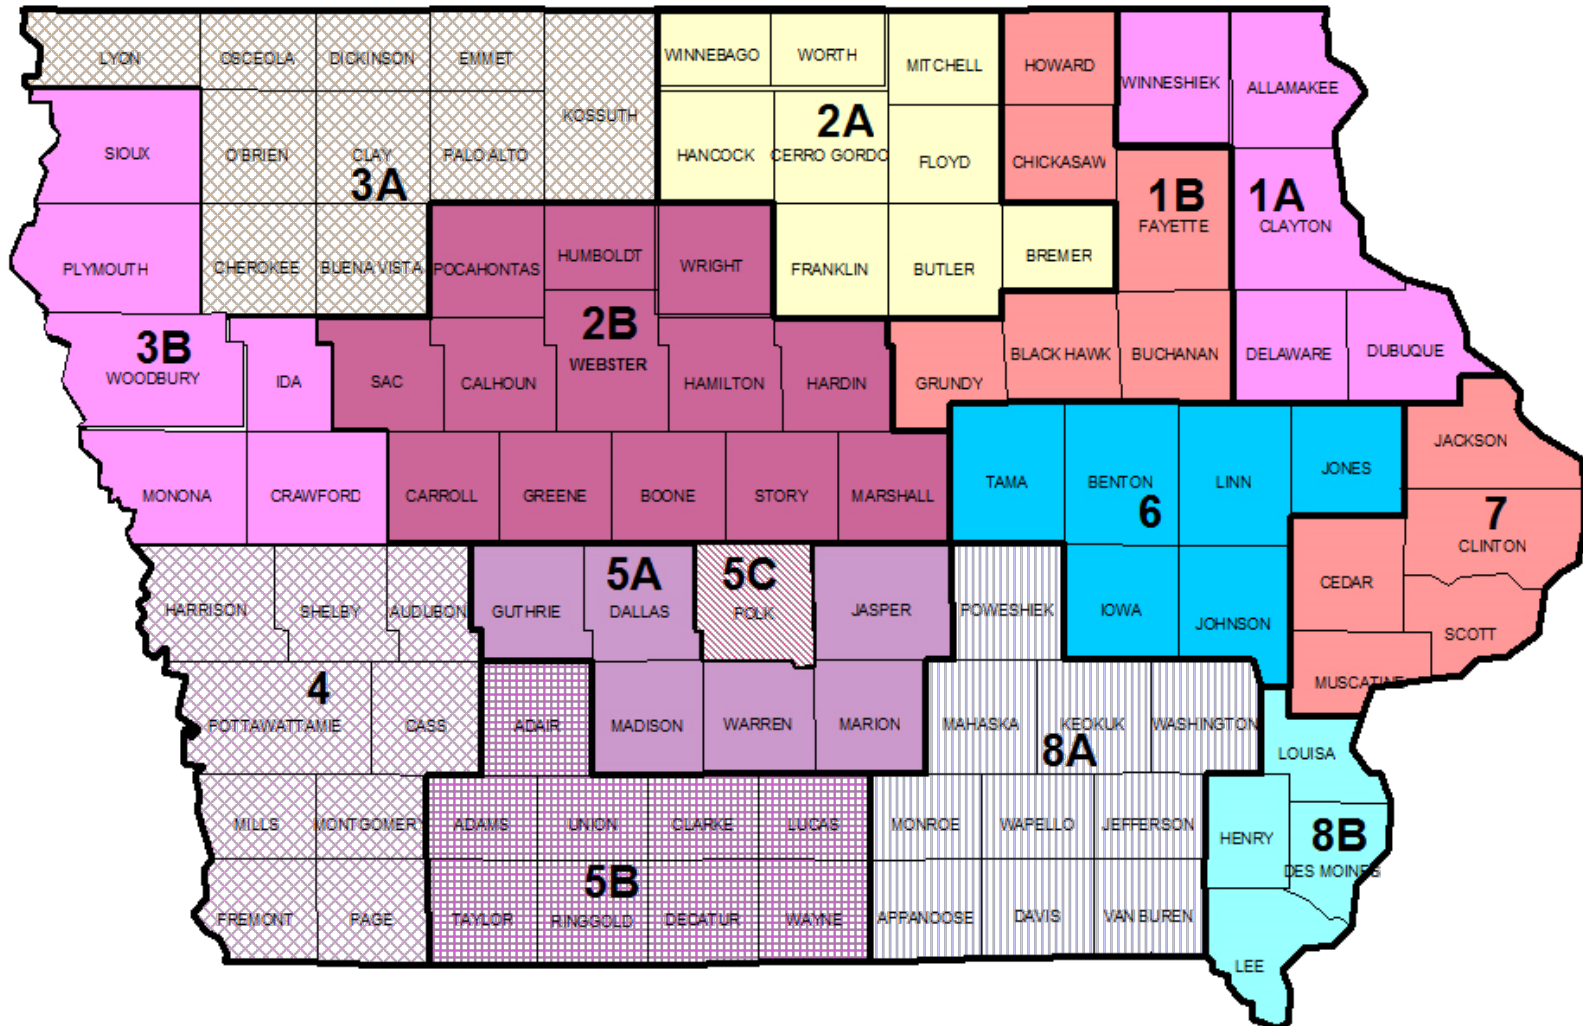 LYON
OSCEOLA
DICKINSON
EMMET
KOSSUTH
WINNEBAGO
WORTH
MITCHELL
HOWARD
WINNESHIEK
ALLAMAKEE
SIOUX
O'BRIEN
CLAY
PALO ALTO
3A
HANCOCK
2A
CERRO GORDO
FLOYD
CHICKASAW
1B
FAYETTE
1A
CLAYTON
PLYMOUTH
CHEROKEE
BUENA VISTA
POCAHONTAS
HUMBOLDT
WRIGHT
FRANKLIN
BUTLER
BREMER
3B
WOODBURY
IDA
SAC
CALHOUN
2B
WEBSTER
HAMILTON
HARDIN
GRUNDY
BLACK HAWK
BUCHANAN
DELAWARE
DUBUQUE
MONONA
CRAWFORD
CARROLL
GREENE
BOONE
STORY
MARSHALL
TAMA
BENTON
6
LINN
JONES
JACKSON
7
CLINTON
HARRISON
SHELBY
AUDUBON
GUTHRIE
5A
DALLAS
5C
POLK
JASPER
POWESHIEK
IOWA
JOHNSON
CEDAR
SCOTT
MUSCATINE
4
POTTAWATTAMIE
CASS
ADAIR
MADISON
WARREN
MARION
MAHASKA
KEOKUK
8A
WASHINGTON
LOUISA
MILLS
MONTGOMERY
ADAMS
UNION
CLARKE
LUCAS
MONROE
WAPELLO
JEFFERSON
HENRY
8B
DES MOINES
FREMONT
PAGE
TAYLOR
5B
RINGGOLD
DECATUR
WAYNE
APPANOOSE
DAVIS
VAN BUREN
LEE